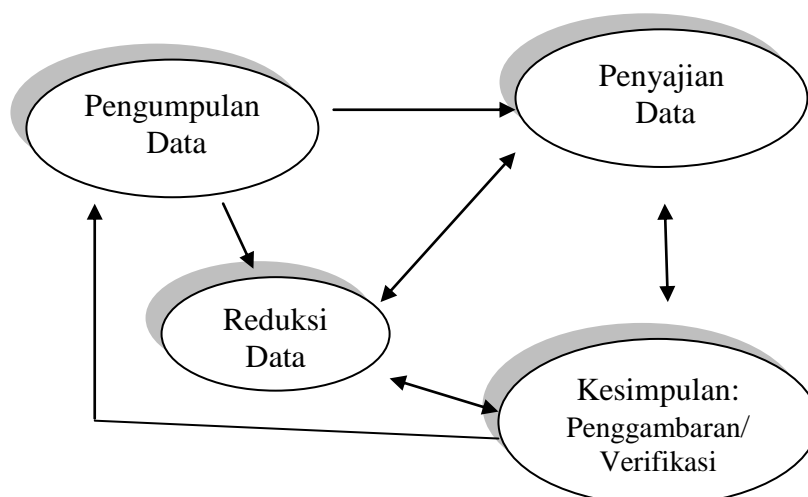 Pengumpulan
Data
Penyajian
Data
Reduksi
Data
Kesimpulan:
Penggambaran/
Verifikasi